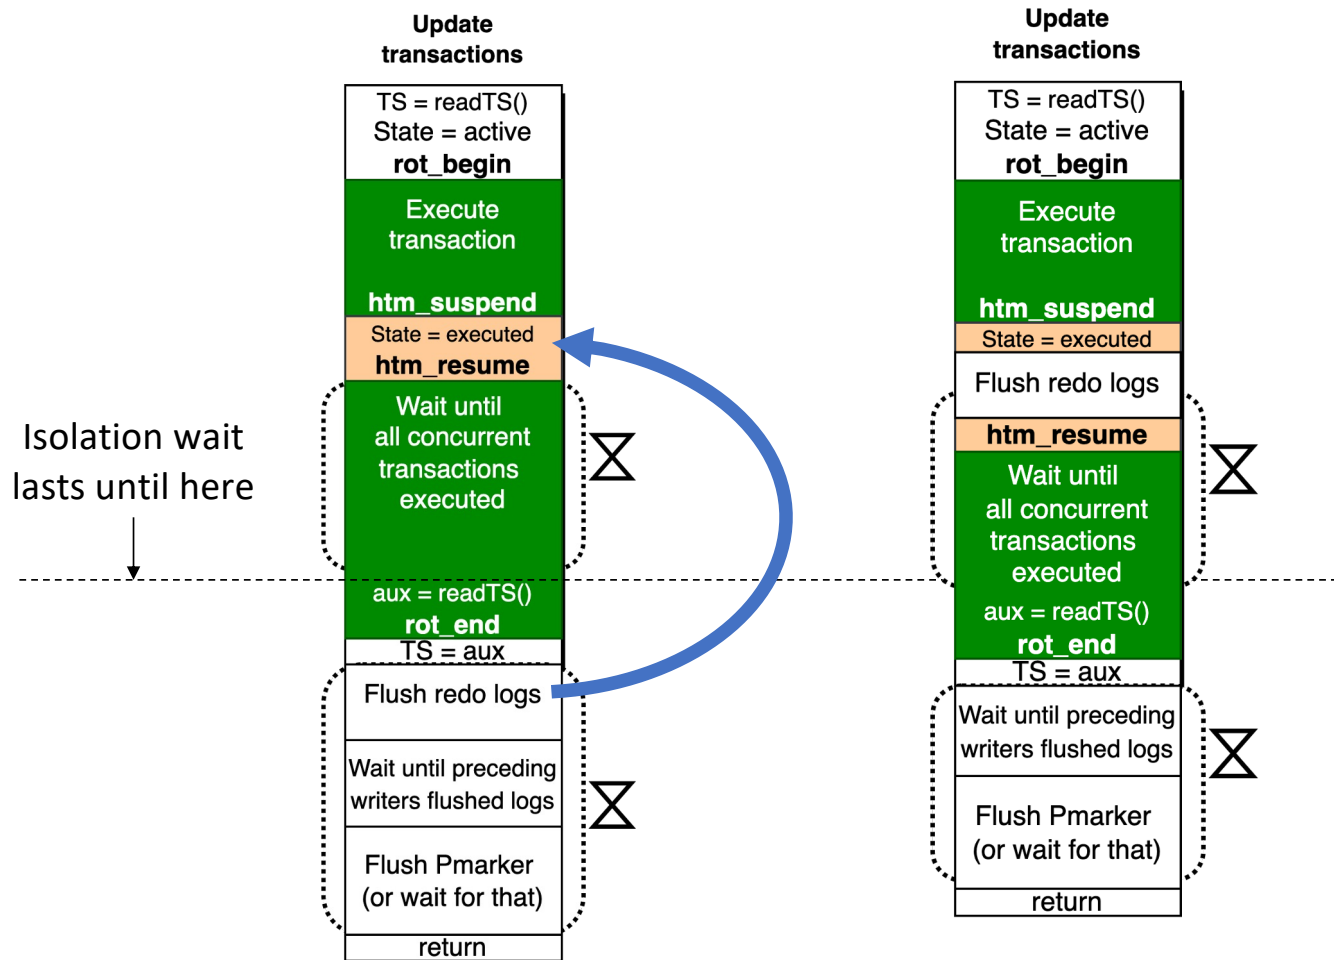 Update
transactions
TS = readTS()
State = active
rot_begin
Execute
transaction
htm_suspend
State = executed
htm_resume
Wait until
all concurrent
transactions
executed
aux = readTS()
rot_end
TS = aux
Flush redo logs
Wait until preceding
writers flushed logs
Flush Pmarker
(or wait for that)
return
Isolation wait
lasts until here
Update
transactions
TS = readTS()
State = active
rot_begin
Execute
transaction
htm_suspend
State = executed
Flush redo logs
htm_resume
Wait until
all concurrent
transactions
executed
aux = readTS()
rot_end
TS = aux
Wait until preceding
writers flushed logs
Flush Pmarker
(or wait for that)
return